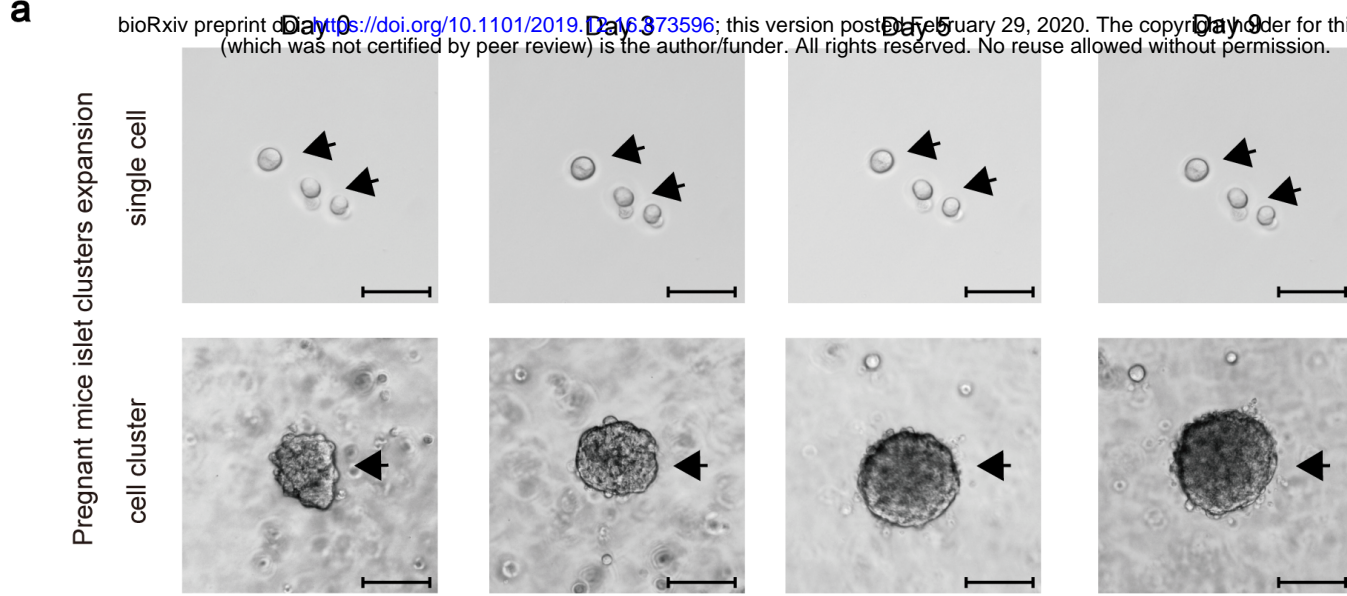 a
bioRxiv preprint doi: https://doi.org/10.1101/2019.12.16.873596; this version posted February 29, 2020. The copyright holder for thi
(which was not certified by peer review) is the author/funder. All rights reserved. No reuse allowed without permission.
Day 0 Day 3 Day 5 Day 9
Pregnant mice islet clusters expansion
single cell
cell cluster